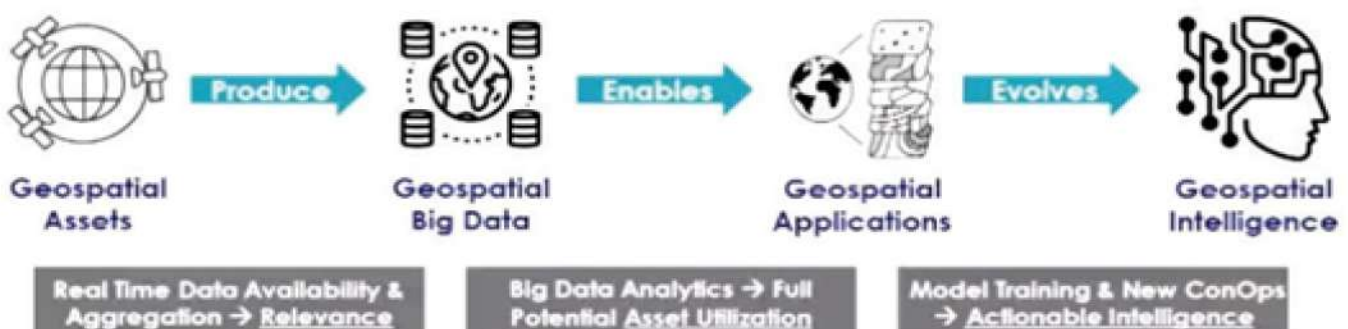 Produce
Enables
Evolves
Geospatial
Assets
Geospatial
Big Data
Geospatial
Applications
Geospatial
Intelligence
Real Time Data Availability &
Aggregation → Relevance
Big Data Analytics → Full
Potential Asset Utilization
Model Training & New ConOps
→ Actionable Intelligence